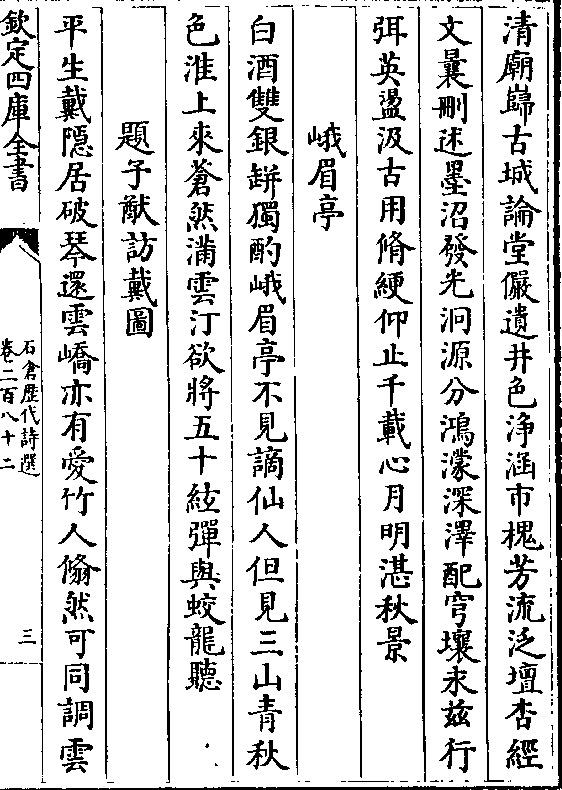 清廟巋古城論堂儼遺井色浄涵市槐芳流泛壇杏經
文曩刪述墨沼發光泂源分鴻濛深澤配穹壤永兹行
弭英盪汲古用脩綆仰止千載心月明湛秋景
峨眉亭
白酒雙銀缾獨酌峨眉亭不見謫仙人但見三山青秋
色淮上來蒼然滿雲汀欲將五十絃彈與蛟龍聽
題子猷訪戴圖
平生戴隠居破琴還雲嶠亦有愛竹人翛然可同調雲
欽定四庫全書
石倉歴代詩選
卷二百八十二
三